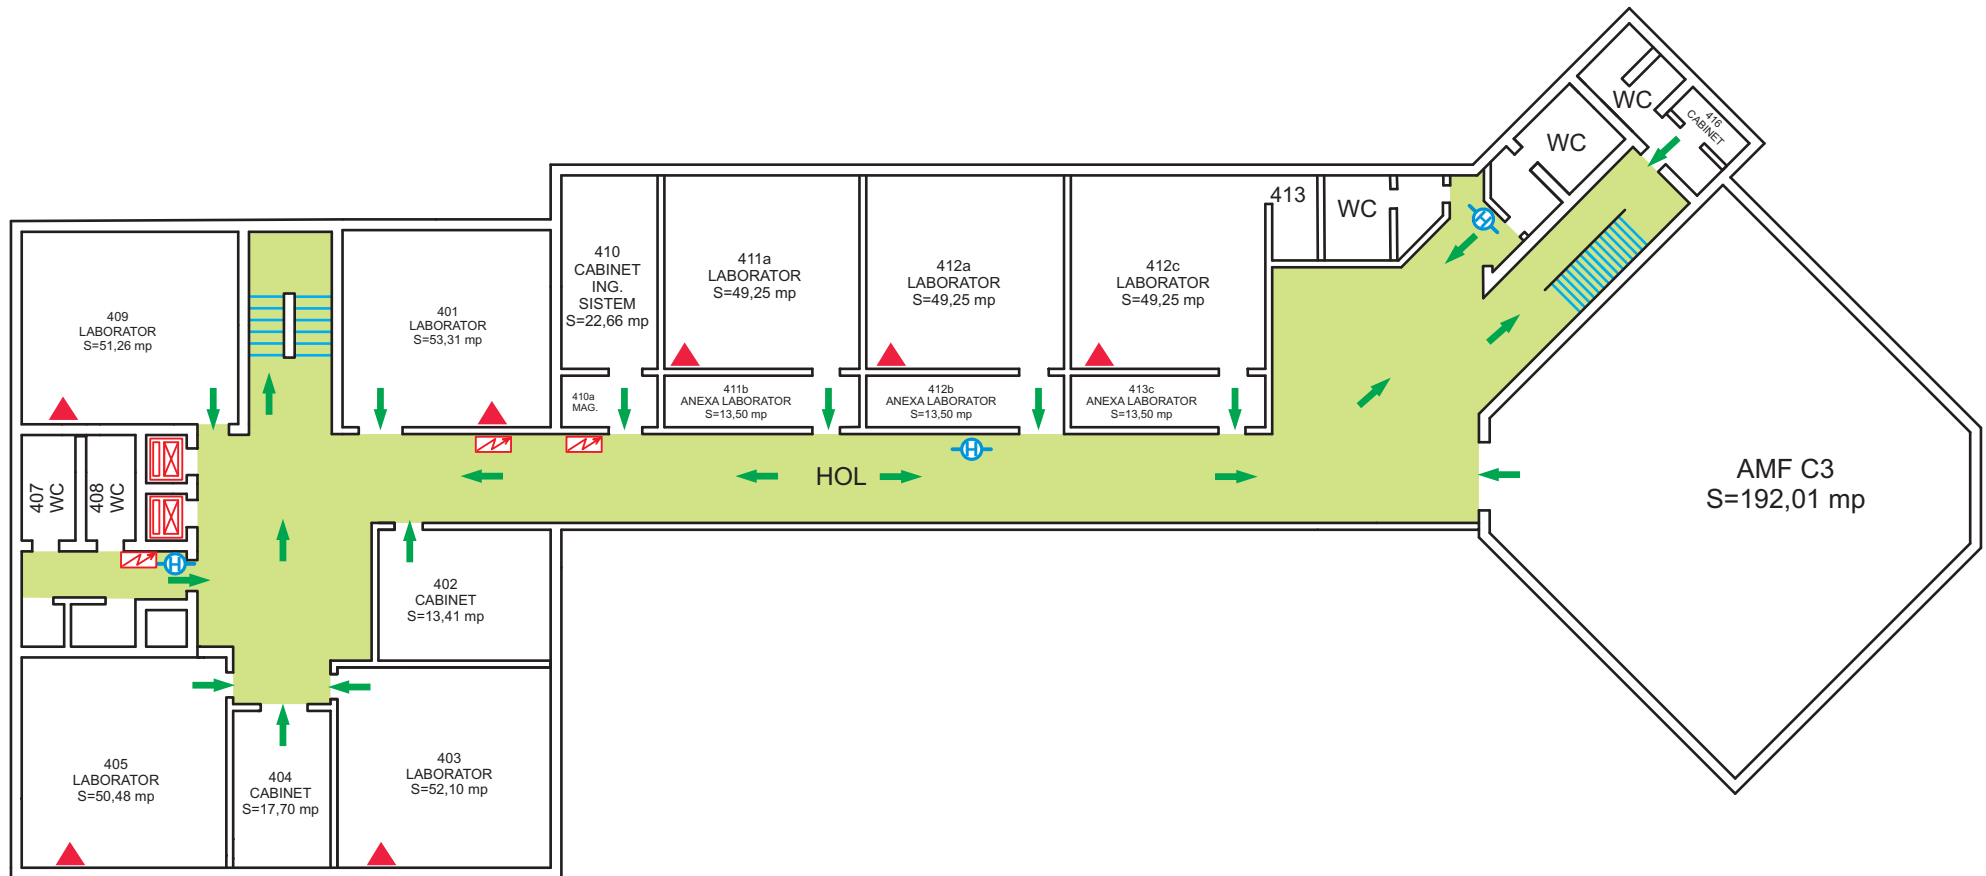 WC
416
CABINET
WC
413
WC
410
CABINET
ING.
SISTEM
S=22,66 mp
411a
LABORATOR
S=49,25 mp
412a
LABORATOR
S=49,25 mp
412c
LABORATOR
S=49,25 mp
409
LABORATOR
S=51,26 mp
401
LABORATOR
S=53,31 mp
410a
MAG.
411b
ANEXA LABORATOR
S=13,50 mp
412b
ANEXA LABORATOR
S=13,50 mp
413c
ANEXA LABORATOR
S=13,50 mp
H
H
HOL
AMF C3
S=192,01 mp
407
WC
408
WC
H
402
CABINET
S=13,41 mp
405
LABORATOR
S=50,48 mp
404
CABINET
S=17,70 mp
403
LABORATOR
S=52,10 mp